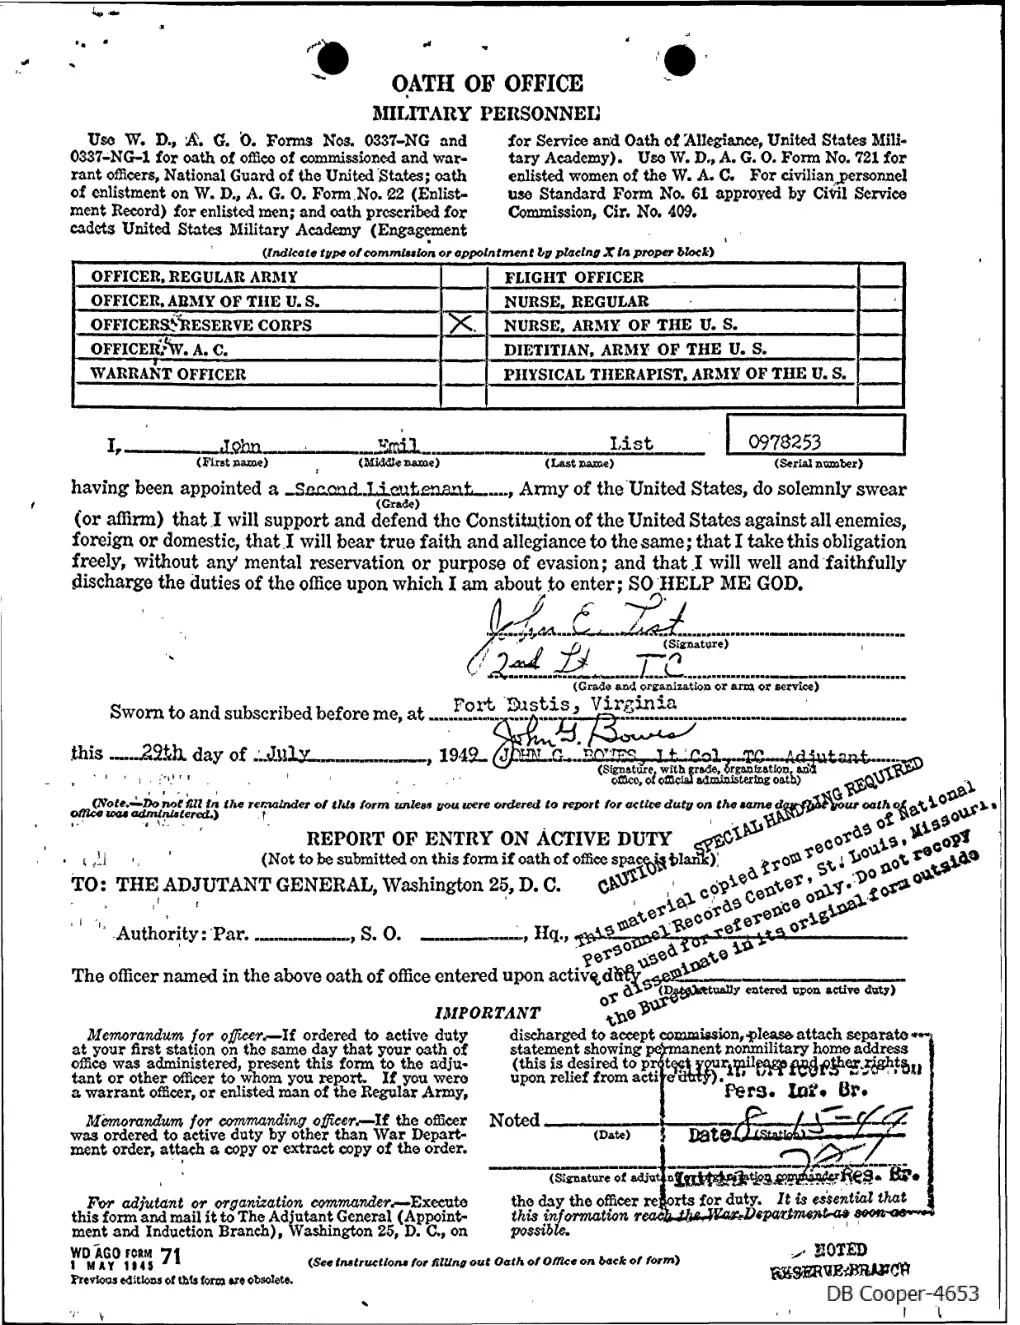 OATH OF OFFICE
MILITARY PERSONNEL
Use W. D., A. G. O. Forms Nos. 0337-NG and
0337-NG-1 for oath of office of commissioned and war-
rant officers, National Guard of the United States; oath
of enlistment on W. D., A. G. O. Form No. 22 (Enlist-
ment Record) for enlisted men; and oath prescribed for
cadets United States Military Academy (Engagement
for Service and Oath of Allegiance, United States Mili-
tary Academy). Use W. D., A. G. O. Form No. 721 for
enlisted women of the W. A. C. For civilian personnel
use Standard Form No. 61 approved by Civil Service
Commission, Cir. No. 409.
(Indicate type of commission or appointment by placing X in proper block)
OFFICER, REGULAR ARMY
OFFICER, ARMY OF THE U. S.
OFFICERS' RESERVE CORPS X
OFFICER, W. A. C.
WARRANT OFFICER
FLIGHT OFFICER
NURSE, REGULAR
NURSE, ARMY OF THE U. S.
DIETITIAN, ARMY OF THE U. S.
PHYSICAL THERAPIST, ARMY OF THE U. S.
I, John Emil List 0978253
(First name) (Middle name) (Last name) (Serial number)
having been appointed a Second Lieutenant, Army of the United States, do solemnly swear
(Grade)
(or affirm) that I will support and defend the Constitution of the United States against all enemies,
foreign or domestic, that I will bear true faith and allegiance to the same; that I take this obligation
freely, without any mental reservation or purpose of evasion; and that I will well and faithfully
discharge the duties of the office upon which I am about to enter; SO HELP ME GOD.
John E. List
(Signature)
2nd Lt TC
(Grade and organization or arm or service)
Sworn to and subscribed before me, at Fort Eustis, Virginia
John G. Bowes
this 29th day of July, 1949 JOHN G. BOWES, Lt Col, TC Adjutant
(Signature, with grade, organization, and
office, of official administering oath)
(Note.—Do not fill in the remainder of this form unless you were ordered to report for active duty on the same day that your oath of
office was administered.)
REPORT OF ENTRY ON ACTIVE DUTY
(Not to be submitted on this form if oath of office space is blank)
CAUTION SPECIAL HANDLING REQUIRED
This material copied from records of National
Personnel Records Center, St. Louis, Missouri,
to be used for reference only. Do not recopy
or disseminate in its original form outside
the Bureau.
TO: THE ADJUTANT GENERAL, Washington 25, D. C.
Authority: Par. , S. O. , Hq.,
The officer named in the above oath of office entered upon active duty
(Date actually entered upon active duty)
IMPORTANT
Memorandum for officer.—If ordered to active duty
at your first station on the same day that your oath of
office was administered, present this form to the adju-
tant or other officer to whom you report. If you were
a warrant officer, or enlisted man of the Regular Army,
discharged to accept commission, please attach separate
statement showing permanent nonmilitary home address
(this is desired to protect your mileage and other rights
upon relief from active duty).
Pers. Inf. Br.
Memorandum for commanding officer.—If the officer
was ordered to active duty by other than War Depart-
ment order, attach a copy or extract copy of the order.
Noted
(Date) (Station)
Date 8-15-49
(Signature of adjutant or organization commander)
Initial Res. Br.
For adjutant or organization commander.—Execute
this form and mail it to The Adjutant General (Appoint-
ment and Induction Branch), Washington 25, D. C., on
the day the officer reports for duty. It is essential that
this information reach the War Department as soon as
possible.
WD AGO FORM 71
1 MAY 1945
Previous editions of this form are obsolete.
(See instructions for filling out Oath of Office on back of form)
NOTED
RESERVE BRANCH
DB Cooper-4653